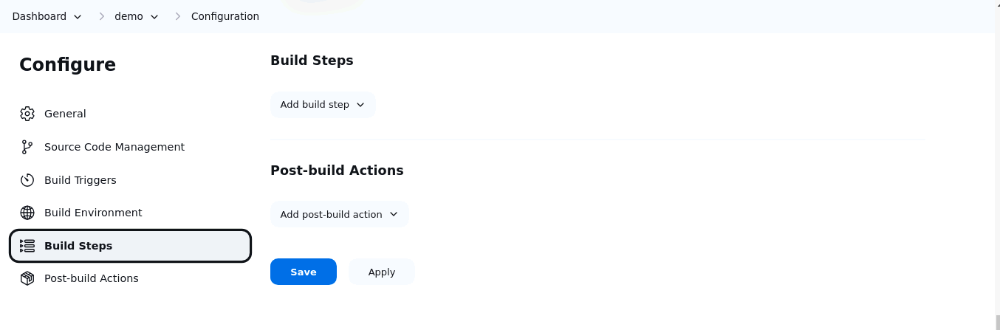 Dashboard demo Configuration
Configure
General
Source Code Management
Build Triggers
Build Environment
Build Steps
Post-build Actions
Build Steps
Add build step
Post-build Actions
Add post-build action
Save Apply